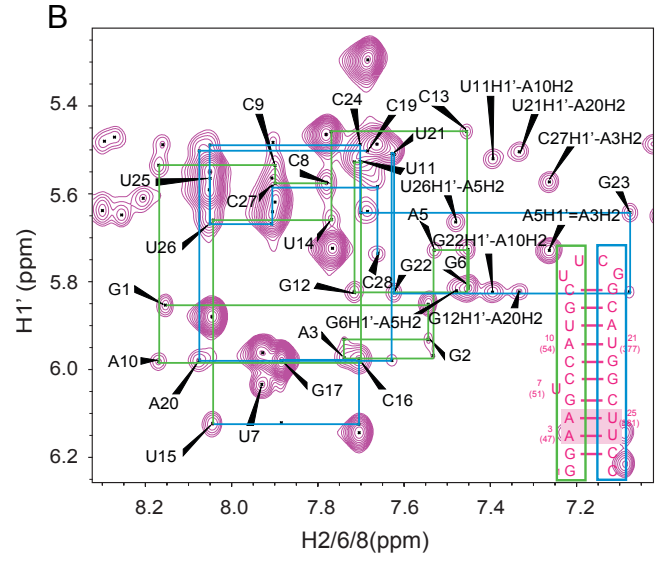 B
5.4
5.6
5.8
6.0
6.2
H1' (ppm)
8.2 8.0 7.8 7.6 7.4 7.2
H2/6/8(ppm)
C9
C24
C19
C13
U21
U11H1'-A10H2
U21H1'-A20H2
C27H1'-A3H2
C8
U11
U25
C27
U26H1'-A5H2
G23
U26
U14
A5
A5H1'=A3H2
G22H1'-A10H2
G1
G12
C28
G22
G6
G6H1'-A5H2
G12H1'-A20H2
A10
A3
G2
A20
G17
C16
U15
U7
U C
U G
C G
G C
10 U A 21
(54) A U (377)
C G
7 C G
(51) U
A U 25
3 A U
(47)
G C
G C